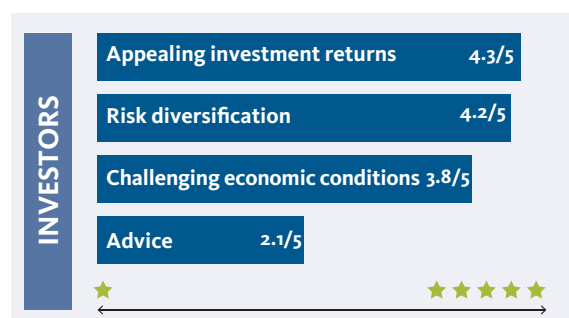 INVESTORS
Appealing investment returns 4.3/5
Risk diversification 4.2/5
Challenging economic conditions 3.8/5
Advice 2.1/5